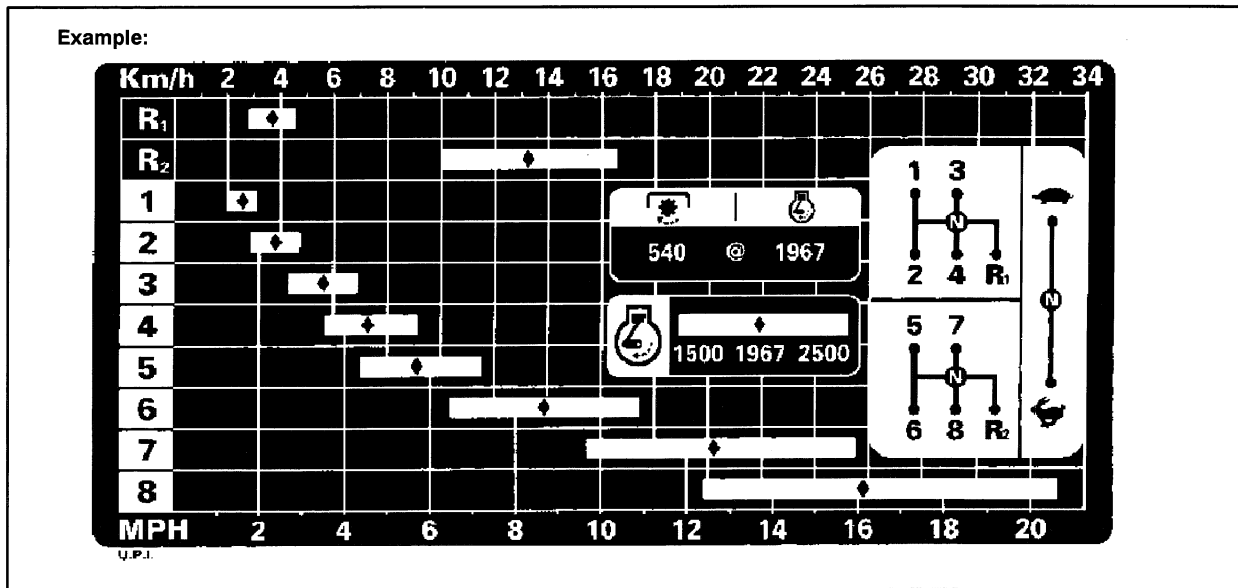 Example:
Km/h 2 4 6 8 10 12 14 16 18 20 22 24 26 28 30 32 34
R₁
R₂
1
2
3
4
5
6
7
8
540 @ 1967
1500 1967 2500
1 3
N
2 4 R₁
N
5 7
N
6 8 R₂
MPH 2 4 6 8 10 12 14 16 18 20
U.P.I.